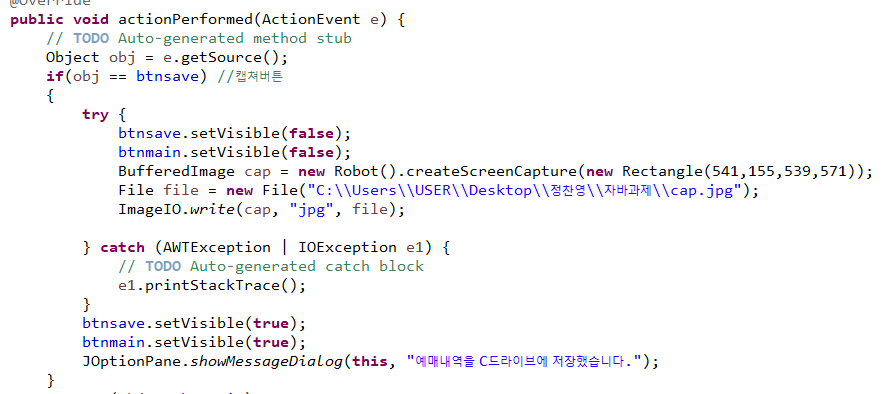 @Override
public void actionPerformed(ActionEvent e) {
// TODO Auto-generated method stub
Object obj = e.getSource();
if(obj == btnsave) //캡쳐버튼
{
try {
btnsave.setVisible(false);
btnmain.setVisible(false);
BufferedImage cap = new Robot().createScreenCapture(new Rectangle(541,155,539,571));
File file = new File("C:\\Users\\USER\\Desktop\\정찬영\\자바과제\\cap.jpg");
ImageIO.write(cap, "jpg", file);
} catch (AWTException | IOException e1) {
// TODO Auto-generated catch block
e1.printStackTrace();
}
btnsave.setVisible(true);
btnmain.setVisible(true);
JOptionPane.showMessageDialog(this, "예매내역을 C드라이브에 저장했습니다.");
}